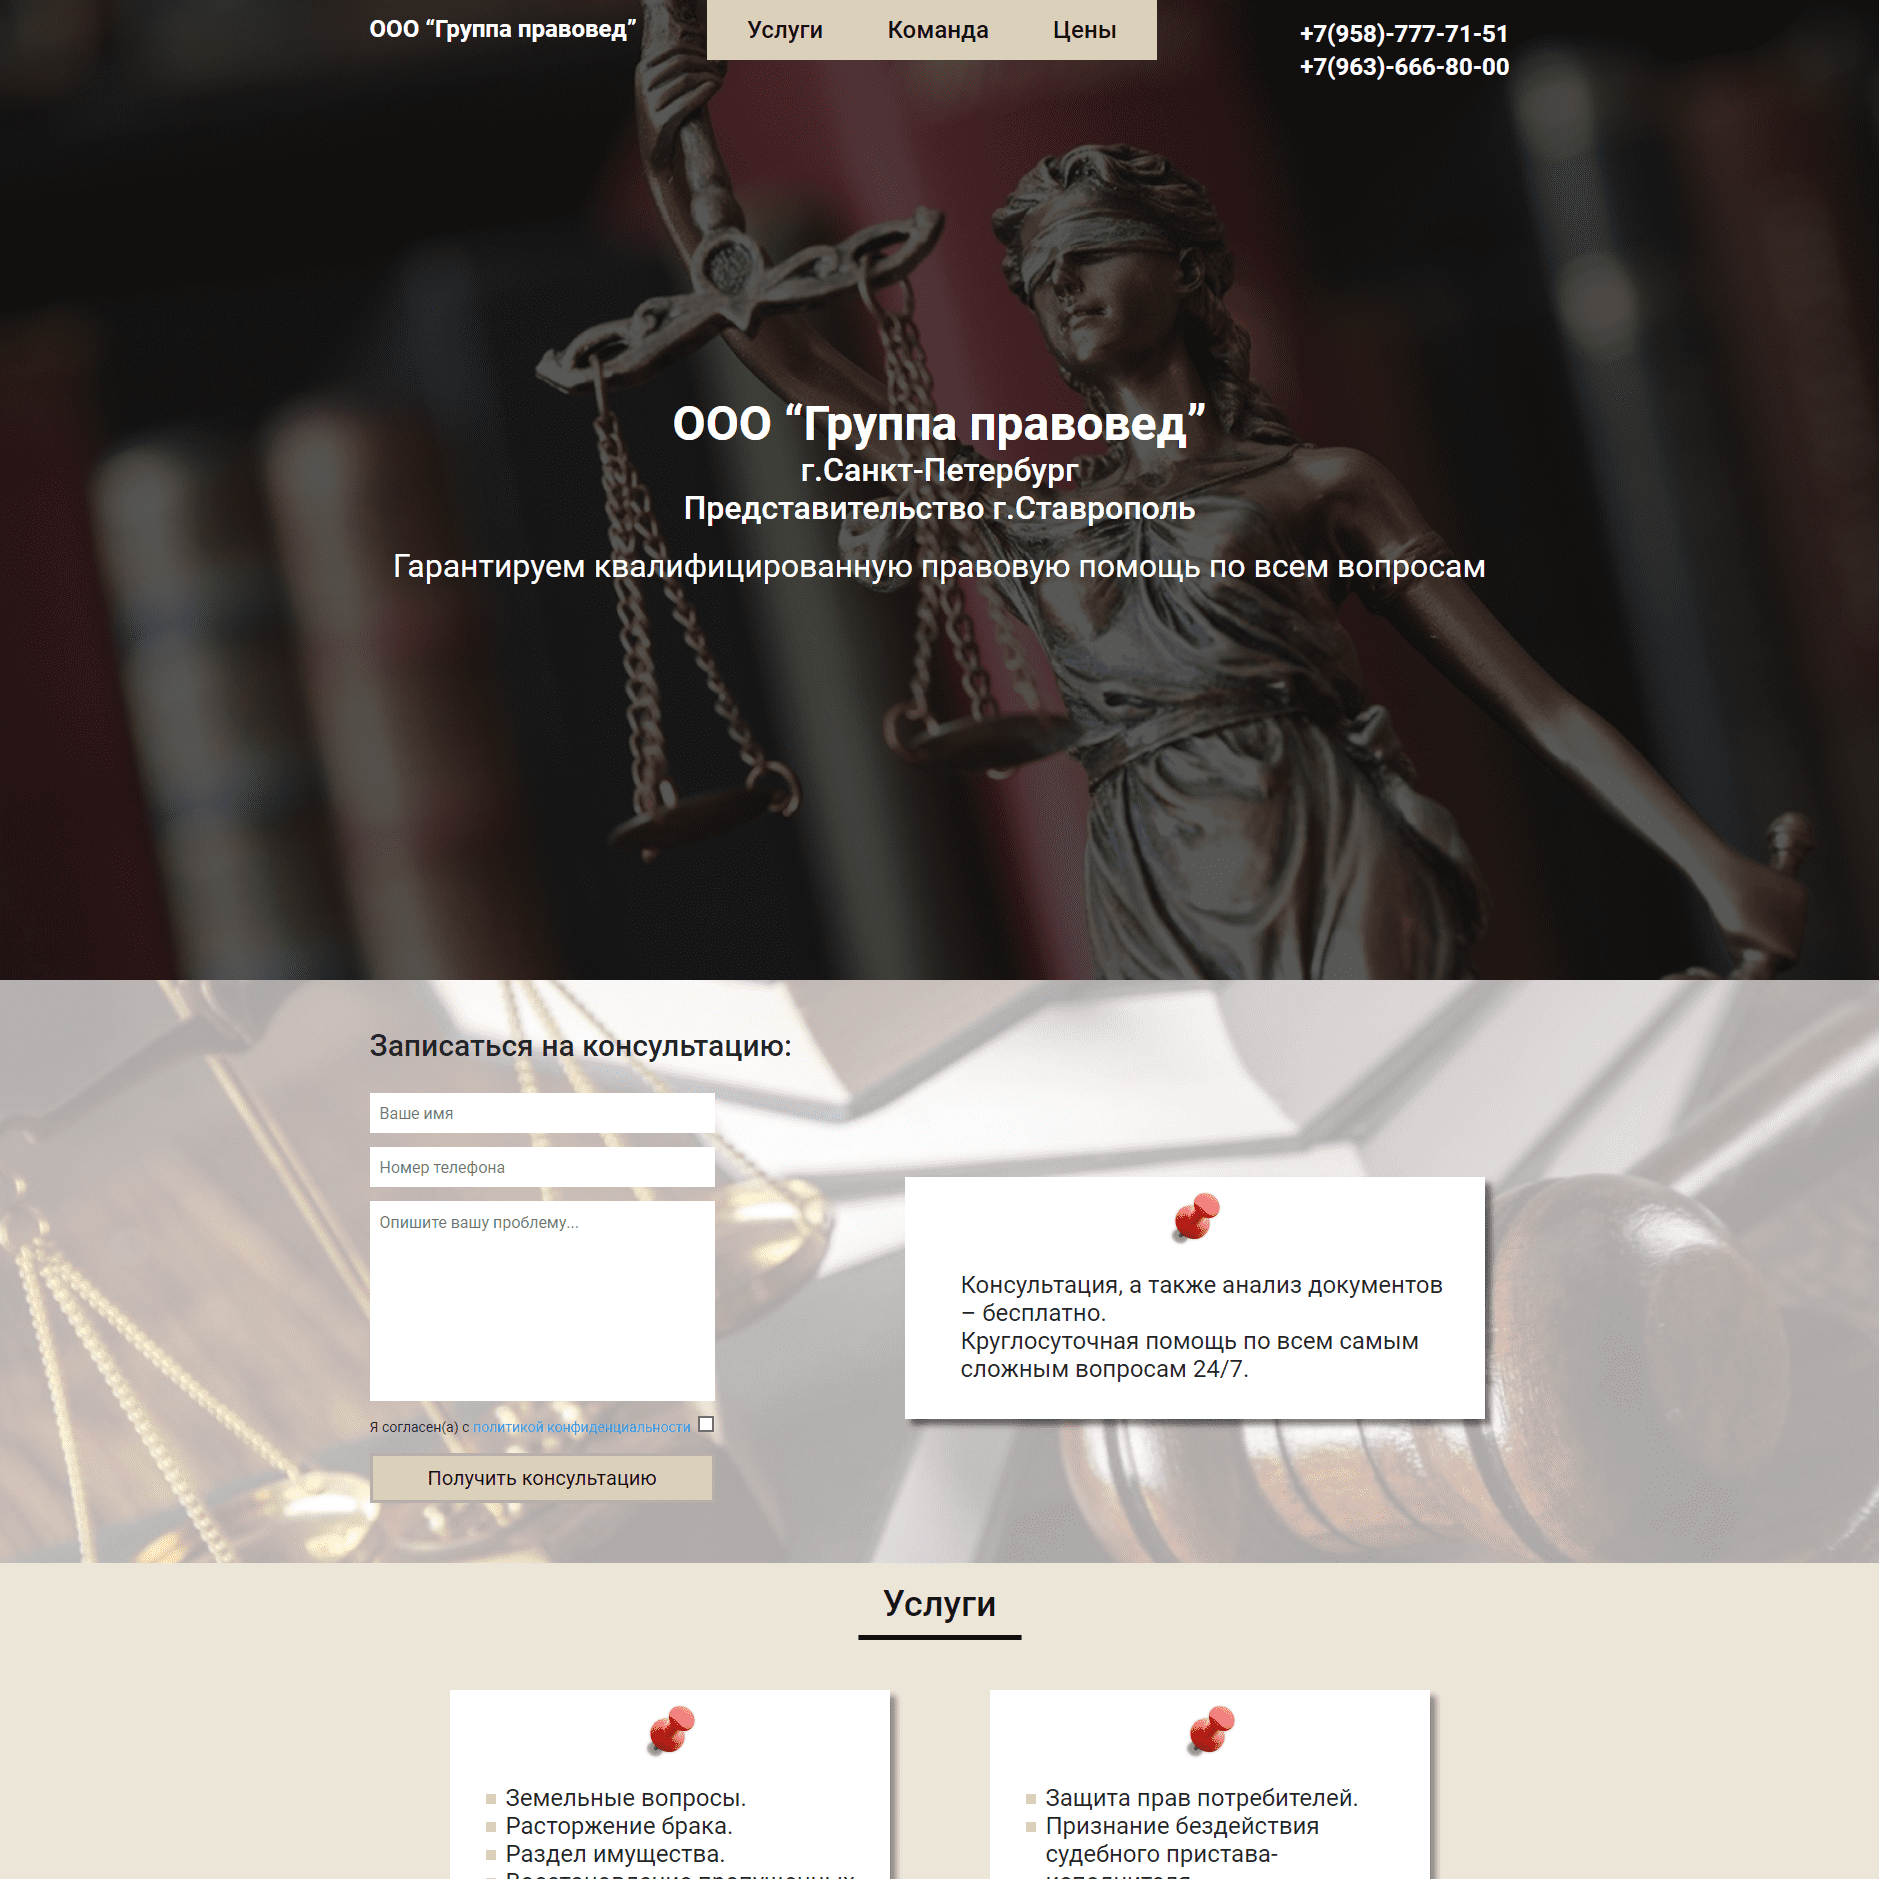 ООО “Группа правовед”
Услуги
Команда
Цены
+7(958)-777-71-51
+7(963)-666-80-00
ООО “Группа правовед”
г.Санкт-Петербург
Представительство г.Ставрополь
Гарантируем квалифицированную правовую помощь по всем вопросам
Записаться на консультацию:
Ваше имя
Номер телефона
Опишите вашу проблему...
Я согласен(а) с политикой конфиденциальности
Получить консультацию
Консультация, а также анализ документов
– бесплатно.
Круглосуточная помощь по всем самым
сложным вопросам 24/7.
Услуги
Земельные вопросы.
Расторжение брака.
Раздел имущества.
Восстановление пропущенных
Защита прав потребителей.
Признание бездействия
судебного пристава-
исполнителя